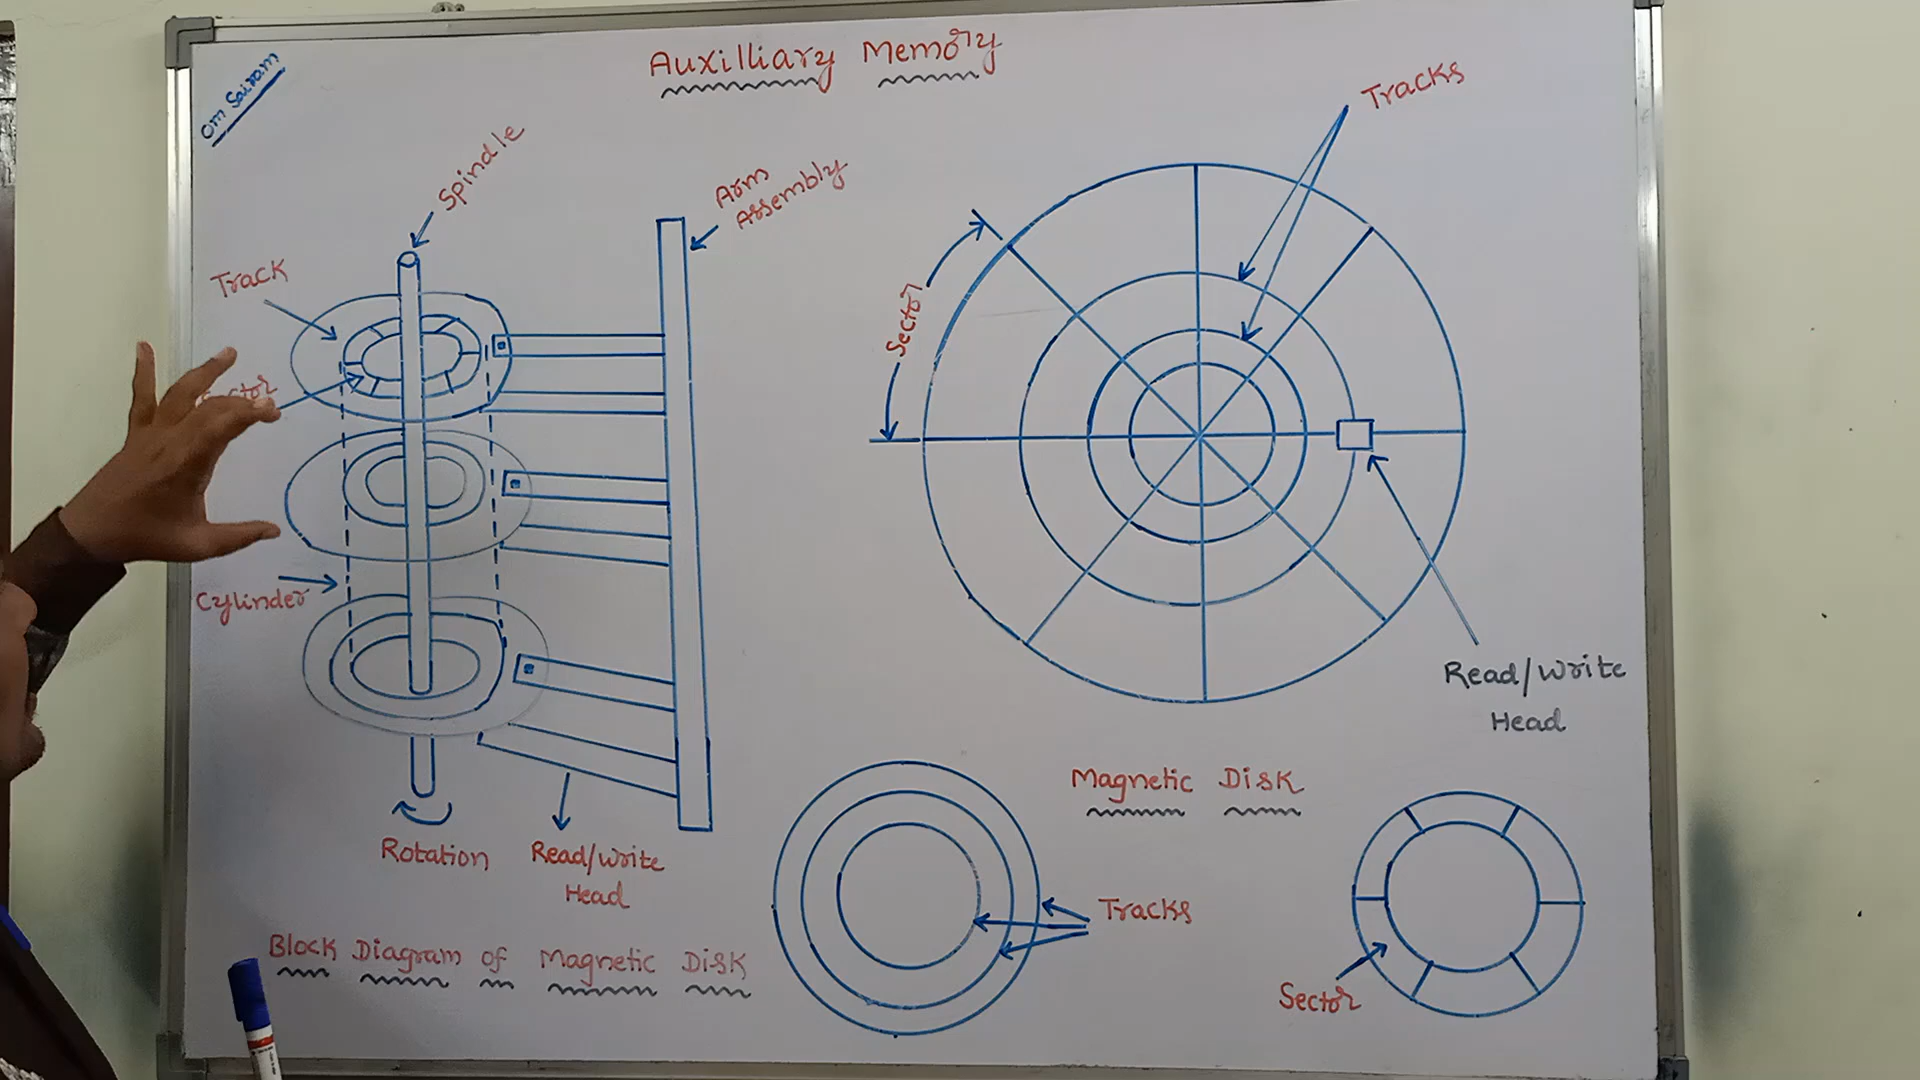 Om Sairam
Auxilliary Memory
Spindle
Arm
Assembly
Track
Cylinder
Rotation
Read/Write
Head
Block Diagram of Magnetic Disk
Tracks
Sector
Read/Write
Head
Magnetic Disk
Tracks
Sector